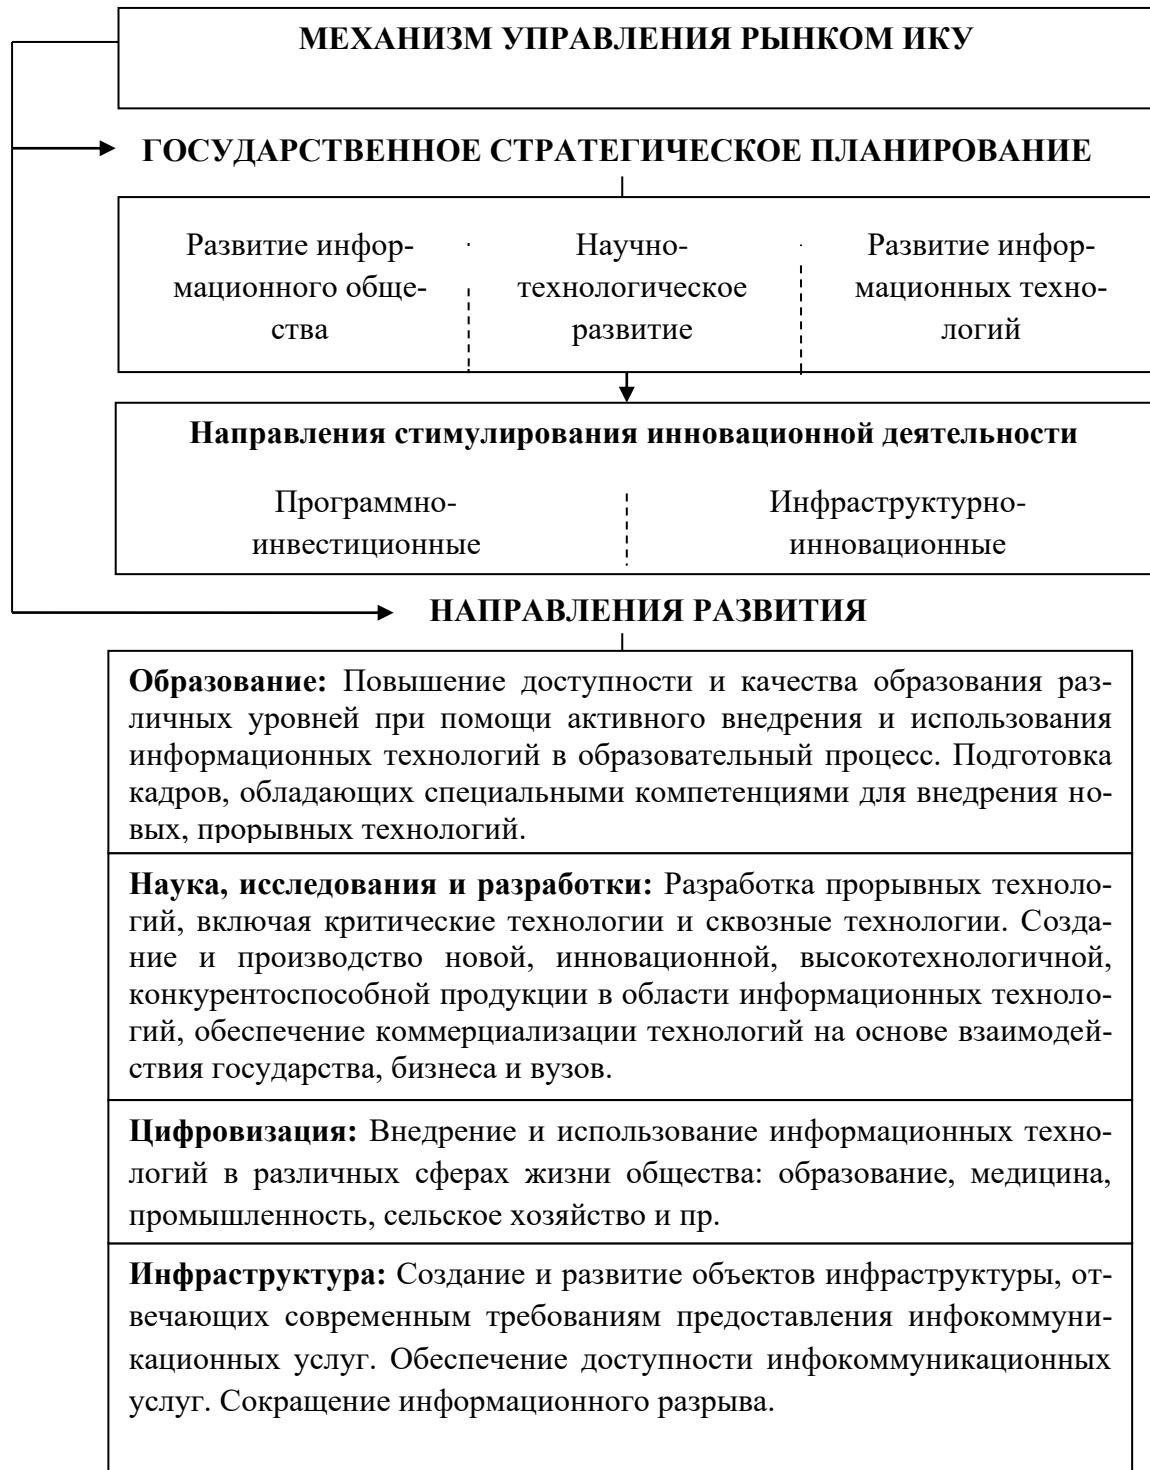 МЕХАНИЗМ УПРАВЛЕНИЯ РЫНКОМ ИКУ
ГОСУДАРСТВЕННОЕ СТРАТЕГИЧЕСКОЕ ПЛАНИРОВАНИЕ
Развитие инфор-
мационного обще-
ства
Научно-
технологическое
развитие
Развитие инфор-
мационных техно-
логий
Направления стимулирования инновационной деятельности
Программно-
инвестиционные
Инфраструктурно-
инновационные
НАПРАВЛЕНИЯ РАЗВИТИЯ
Образование: Повышение доступности и качества образования раз-
личных уровней при помощи активного внедрения и использования
информационных технологий в образовательный процесс. Подготовка
кадров, обладающих специальными компетенциями для внедрения но-
вых, прорывных технологий.
Наука, исследования и разработки: Разработка прорывных техноло-
гий, включая критические технологии и сквозные технологии. Созда-
ние и производство новой, инновационной, высокотехнологичной,
конкурентоспособной продукции в области информационных техноло-
гий, обеспечение коммерциализации технологий на основе взаимодей-
ствия государства, бизнеса и вузов.
Цифровизация: Внедрение и использование информационных техно-
логий в различных сферах жизни общества: образование, медицина,
промышленность, сельское хозяйство и пр.
Инфраструктура: Создание и развитие объектов инфраструктуры, от-
вечающих современным требованиям предоставления инфокоммуни-
кационных услуг. Обеспечение доступности инфокоммуникационных
услуг. Сокращение информационного разрыва.